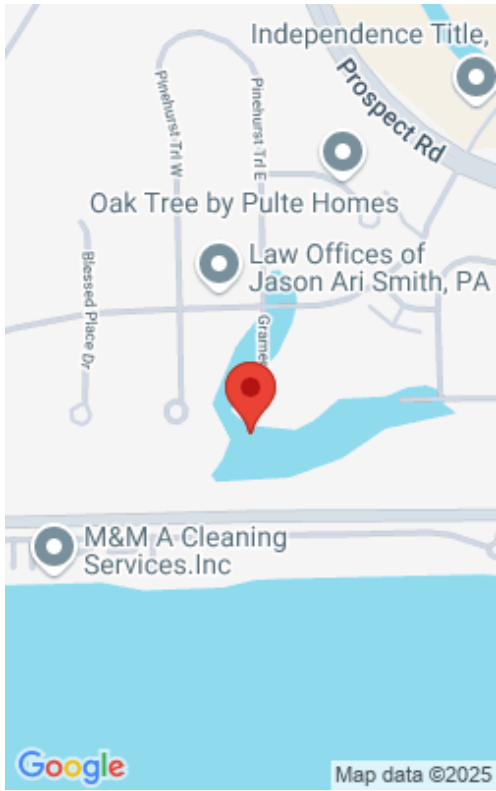 Independence Title,
Prospect Rd
Pinehurst Trl W
Pinehurst Trl E
Oak Tree by Pulte Homes
Law Offices of
Jason Ari Smith, PA
Blessed Place Dr
M&M A Cleaning
Services.Inc
Google
Map data ©2025